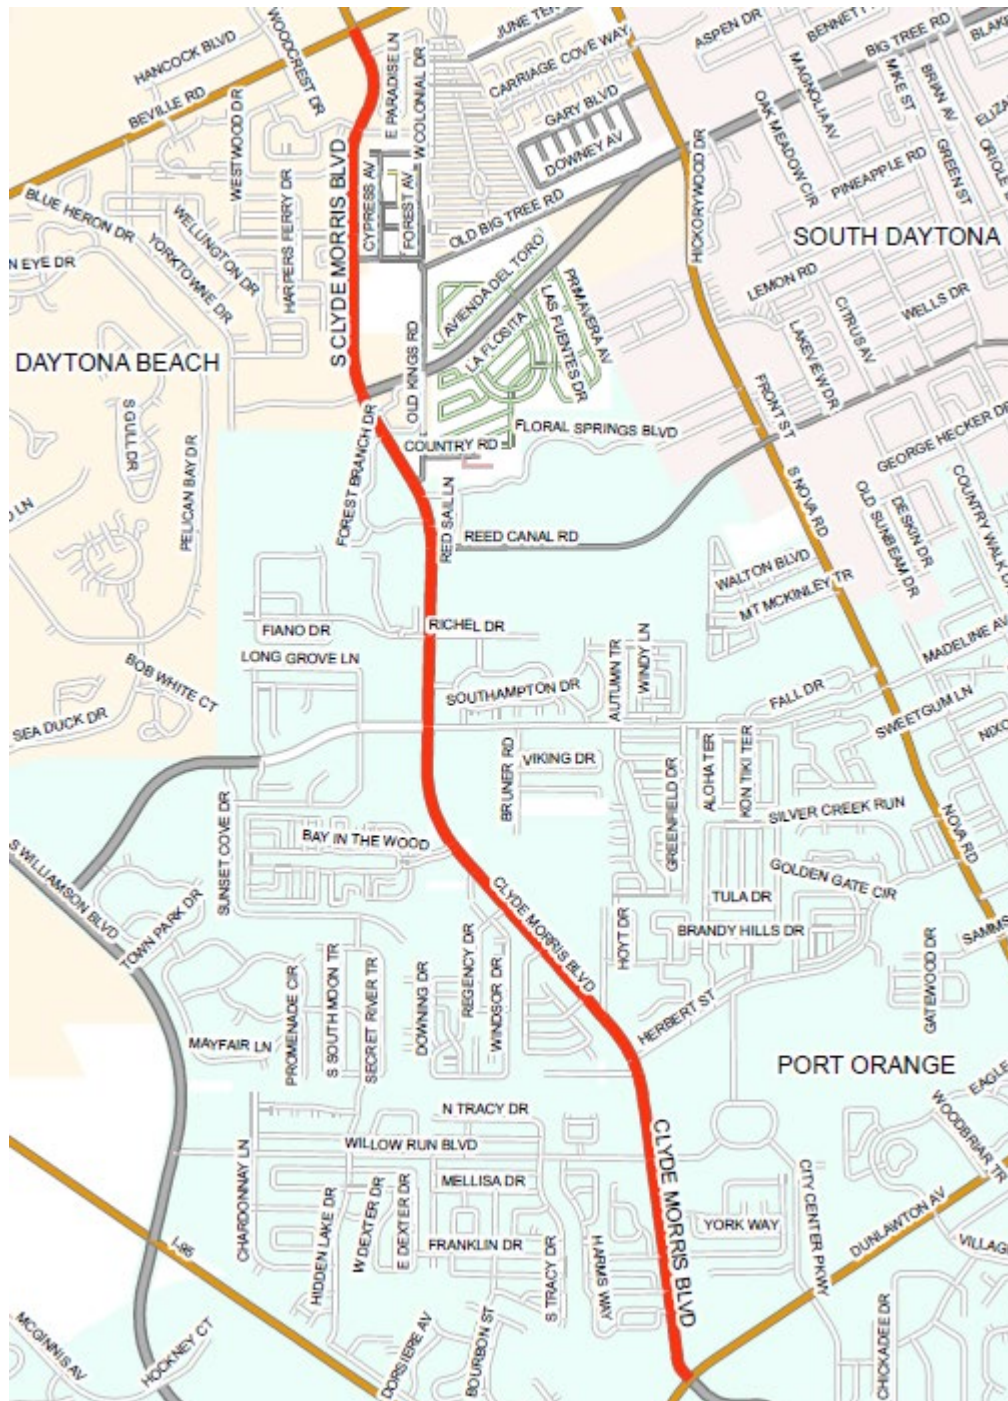 WOODCREST DR
HANCOCK BLVD
BEVILLE RD
WESTWOOD DR
E PARADISE LN
W COLONIAL DR
CARRIAGE COVE WAY
GARY BLVD
DOWNEY AV
ASPEN DR
BIG TREE RD
MAGNOLIA AV
MIKE ST
BRIAN AV
OAK MEADOW CIR
GREEN ST
PINEAPPLE RD
HICKORYWOOD DR
S CLYDE MORRIS BLVD
CYPRESS AV
FOREST AV
OLD BIG TREE RD
BLUE HERON DR
WELLINGTON DR
YORKTOWNE DR
HARPERS FERRY DR
N EYE DR
SOUTH DAYTONA
LEMON RD
WELLS DR
CITRUS AV
LAKEVIEW DR
AVIENDA DEL TORO
PRIMAVERA AV
LAS FUENTES DR
LA FLOSITA
OLD KINGS RD
DAYTONA BEACH
S GULL DR
PELICAN BAY DR
FOREST BRANCH DR
COUNTRY RD
FLORAL SPRINGS BLVD
FRONT ST
GEORGE HECKER DR
S NOVA RD
OLD SUNBEAM DR
DESKIN DR
COUNTRY WALK
RED SAIL LN
REED CANAL RD
WALTON BLVD
MT MCKINLEY TR
FIANO DR
RICHEL DR
LONG GROVE LN
SOUTHAMPTON DR
AUTUMN TR
WINDY LN
MADELINE AV
FALL DR
SWEETGUM LN
BOB WHITE CT
SEA DUCK DR
BRUNER RD
VIKING DR
GREENFIELD DR
ALOHA TER
KON TIKI TER
SILVER CREEK RUN
NOVA RD
SUNSET COVE DR
BAY IN THE WOOD
S WILLIAMSON BLVD
TOWN PARK DR
CLYDE MORRIS BLVD
GOLDEN GATE CIR
TULA DR
BRANDY HILLS DR
HOYT DR
GATEWOOD DR
HERBERT ST
REGENCY DR
WINDSOR DR
DOWNING DR
PROMENADE CIR
S SOUTH MOON TR
SECRET RIVER TR
MAYFAIR LN
PORT ORANGE
EAGLE
WOODBRIAR TR
N TRACY DR
WILLOW RUN BLVD
CHARDONNAY LN
MELLISA DR
CLYDE MORRIS BLVD
CITY CENTER PKWY
DUNLAWTON AV
YORK WAY
HIDDEN LAKE DR
W DEXTER DR
E DEXTER DR
FRANKLIN DR
S TRACY DR
HARMS WAY
I-95
MCGINNIS AV
HOCKNEY CT
DORSIERE AV
BOURBON ST
CHICKADEE DR